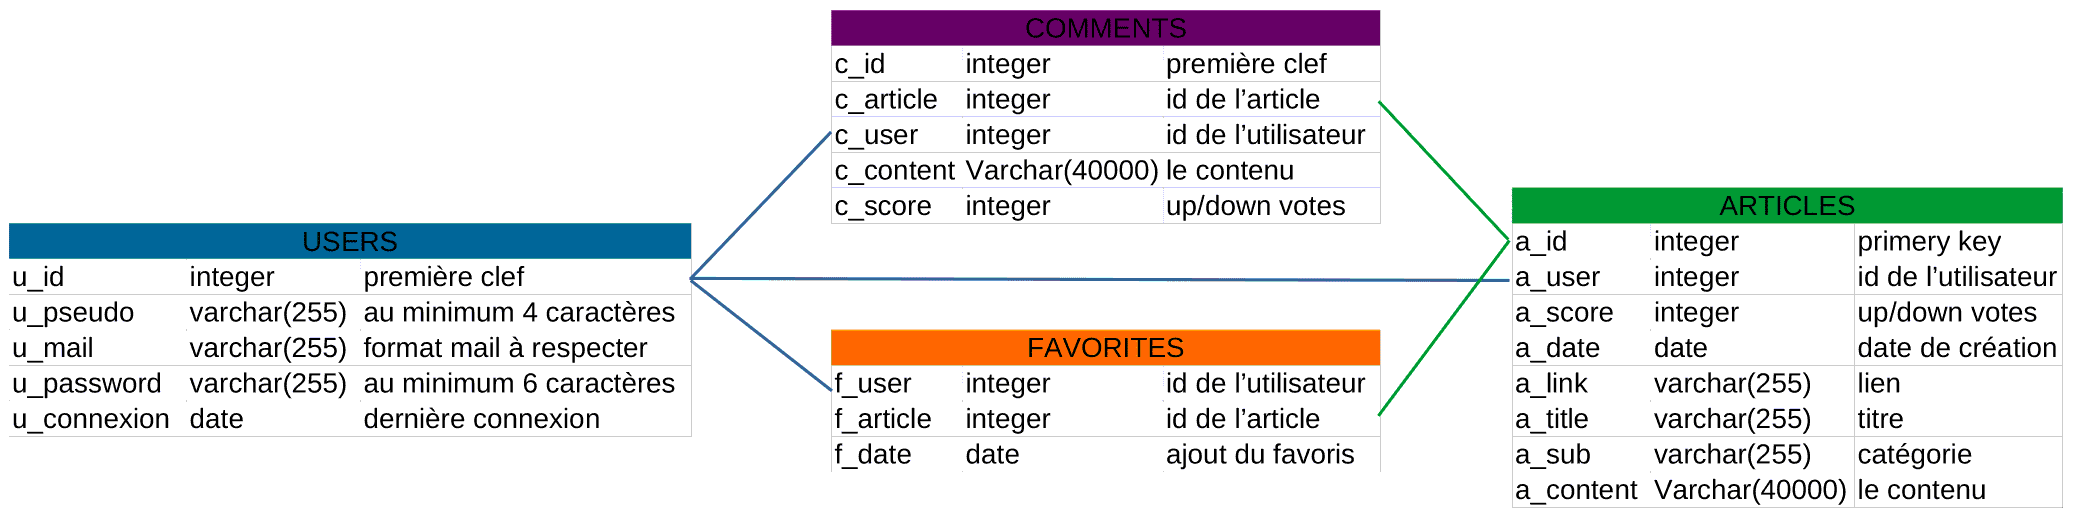 COMMENTS
c_id integer première clef
c_article integer id de l’article
c_user integer id de l’utilisateur
c_content Varchar(40000) le contenu
c_score integer up/down votes
USERS
u_id integer première clef
u_pseudo varchar(255) au minimum 4 caractères
u_mail varchar(255) format mail à respecter
u_password varchar(255) au minimum 6 caractères
u_connexion date dernière connexion
FAVORITES
f_user integer id de l’utilisateur
f_article integer id de l’article
f_date date ajout du favoris
ARTICLES
a_id integer primery key
a_user integer id de l’utilisateur
a_score integer up/down votes
a_date date date de création
a_link varchar(255) lien
a_title varchar(255) titre
a_sub varchar(255) catégorie
a_content Varchar(40000) le contenu